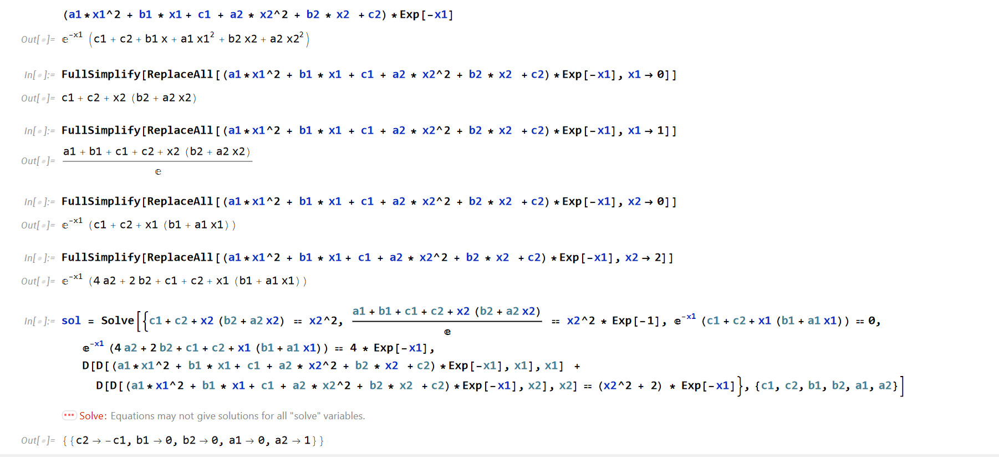 (a1*x1^2 + b1 * x1 + c1 + a2 * x2^2 + b2 * x2 + c2)*Exp[-x1]
Out[•]= ⅇ^-x1 (c1 + c2 + b1 x + a1 x1² + b2 x2 + a2 x2²)
In[•]:= FullSimplify[ReplaceAll[(a1*x1^2 + b1 * x1 + c1 + a2 * x2^2 + b2 * x2 + c2)*Exp[-x1], x1 → 0]]
Out[•]= c1 + c2 + x2 (b2 + a2 x2)
In[•]:= FullSimplify[ReplaceAll[(a1*x1^2 + b1 * x1 + c1 + a2 * x2^2 + b2 * x2 + c2)*Exp[-x1], x1 → 1]]
a1 + b1 + c1 + c2 + x2 (b2 + a2 x2)
Out[•]=
ⅇ
In[•]:= FullSimplify[ReplaceAll[(a1*x1^2 + b1 * x1 + c1 + a2 * x2^2 + b2 * x2 + c2)*Exp[-x1], x2 → 0]]
Out[•]= ⅇ^-x1 (c1 + c2 + x1 (b1 + a1 x1))
In[•]:= FullSimplify[ReplaceAll[(a1*x1^2 + b1 * x1 + c1 + a2 * x2^2 + b2 * x2 + c2)*Exp[-x1], x2 → 2]]
Out[•]= ⅇ^-x1 (4 a2 + 2 b2 + c1 + c2 + x1 (b1 + a1 x1))
In[•]:= sol = Solve[{c1 + c2 + x2 (b2 + a2 x2) == x2^2, (a1 + b1 + c1 + c2 + x2 (b2 + a2 x2))/ⅇ == x2^2 * Exp[-1], ⅇ^-x1 (c1 + c2 + x1 (b1 + a1 x1)) == 0,
ⅇ^-x1 (4 a2 + 2 b2 + c1 + c2 + x1 (b1 + a1 x1)) == 4 * Exp[-x1],
D[D[(a1*x1^2 + b1 * x1 + c1 + a2 * x2^2 + b2 * x2 + c2)*Exp[-x1], x1], x1] +
D[D[(a1*x1^2 + b1 * x1 + c1 + a2 * x2^2 + b2 * x2 + c2)*Exp[-x1], x2], x2] == (x2^2 + 2) * Exp[-x1]}, {c1, c2, b1, b2, a1, a2}]
Solve: Equations may not give solutions for all "solve" variables.
Out[•]= {{c2 → -c1, b1 → 0, b2 → 0, a1 → 0, a2 → 1}}